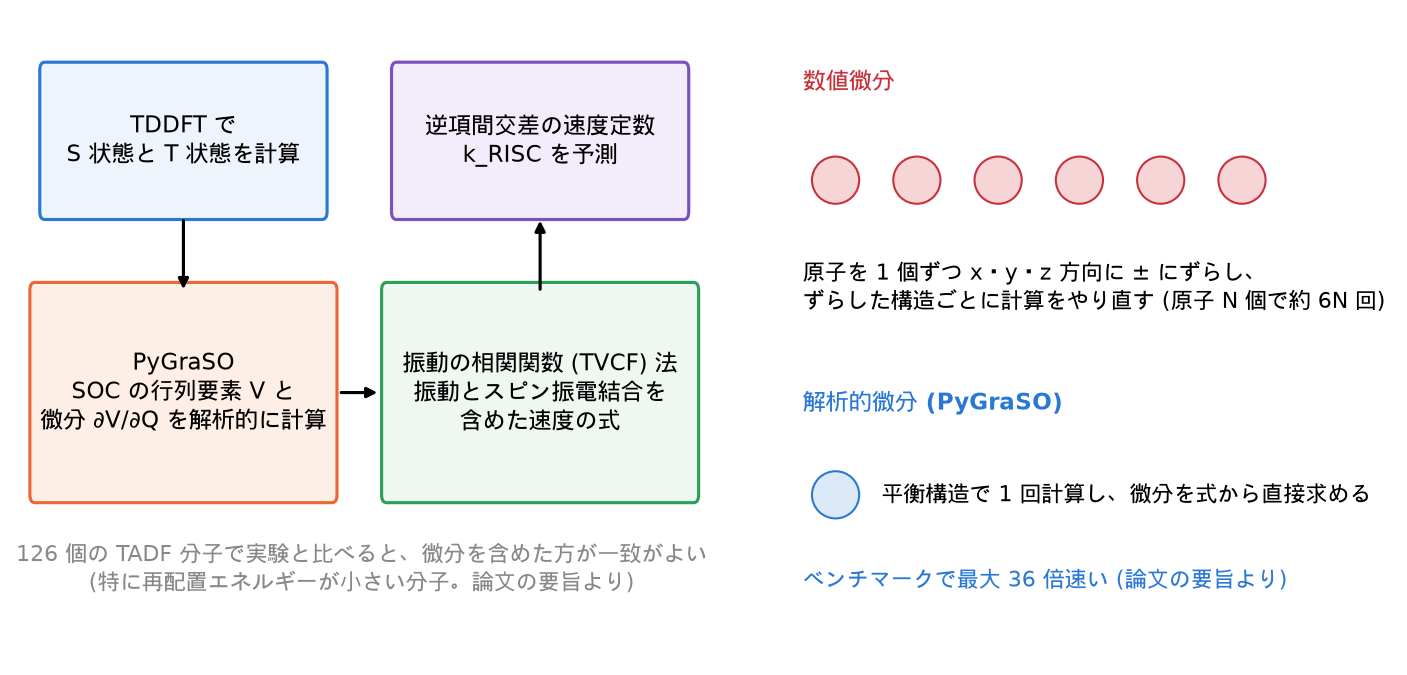 TDDFT で
S 状態と T 状態を計算
逆項間交差の速度定数
k_RISC を予測
PyGraSO
SOC の行列要素 V と
微分 ∂V/∂Q を解析的に計算
振動の相関関数 (TVCF) 法
振動とスピン振電結合を
含めた速度の式
126 個の TADF 分子で実験と比べると、微分を含めた方が一致がよい
(特に再配置エネルギーが小さい分子。論文の要旨より)
数値微分
原子を 1 個ずつ x・y・z 方向に ± にずらし、
ずらした構造ごとに計算をやり直す (原子 N 個で約 6N 回)
解析的微分 (PyGraSO)
平衡構造で 1 回計算し、微分を式から直接求める
ベンチマークで最大 36 倍速い (論文の要旨より)